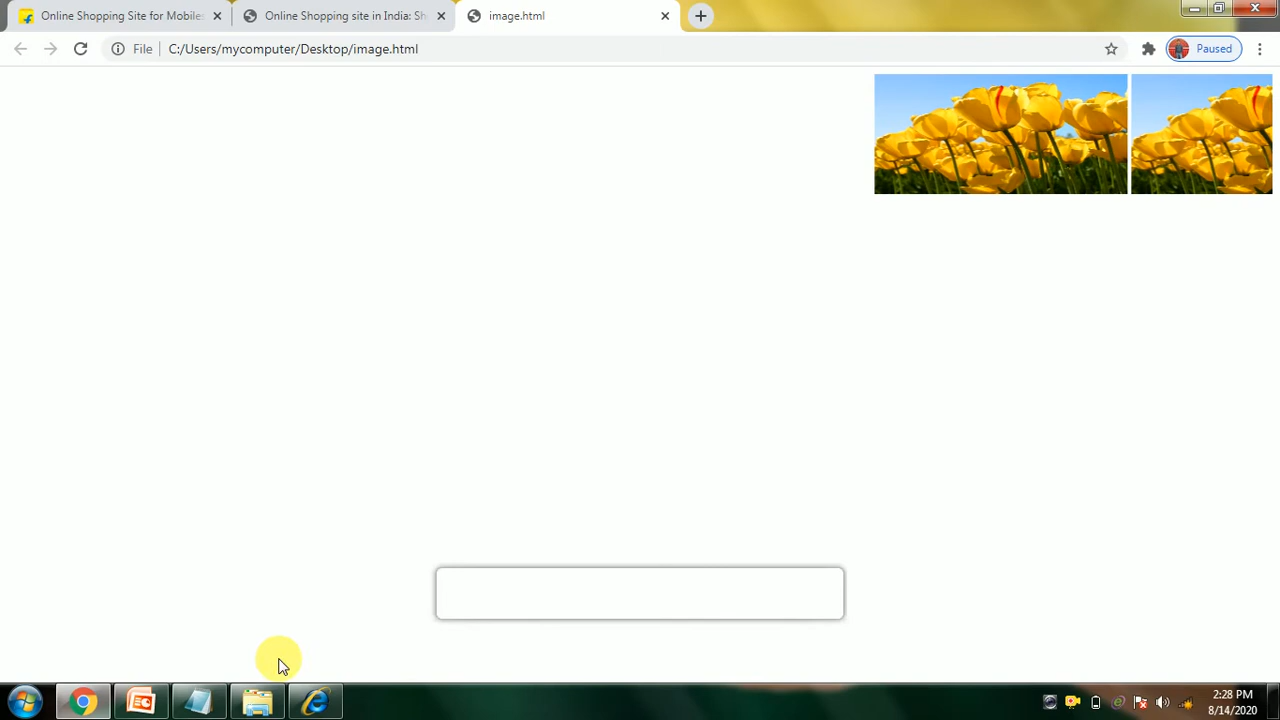 Online Shopping Site for Mobile
Online Shopping site in India: Sh
image.html
File
C:/Users/mycomputer/Desktop/image.html
Paused
2:28 PM
8/14/2020